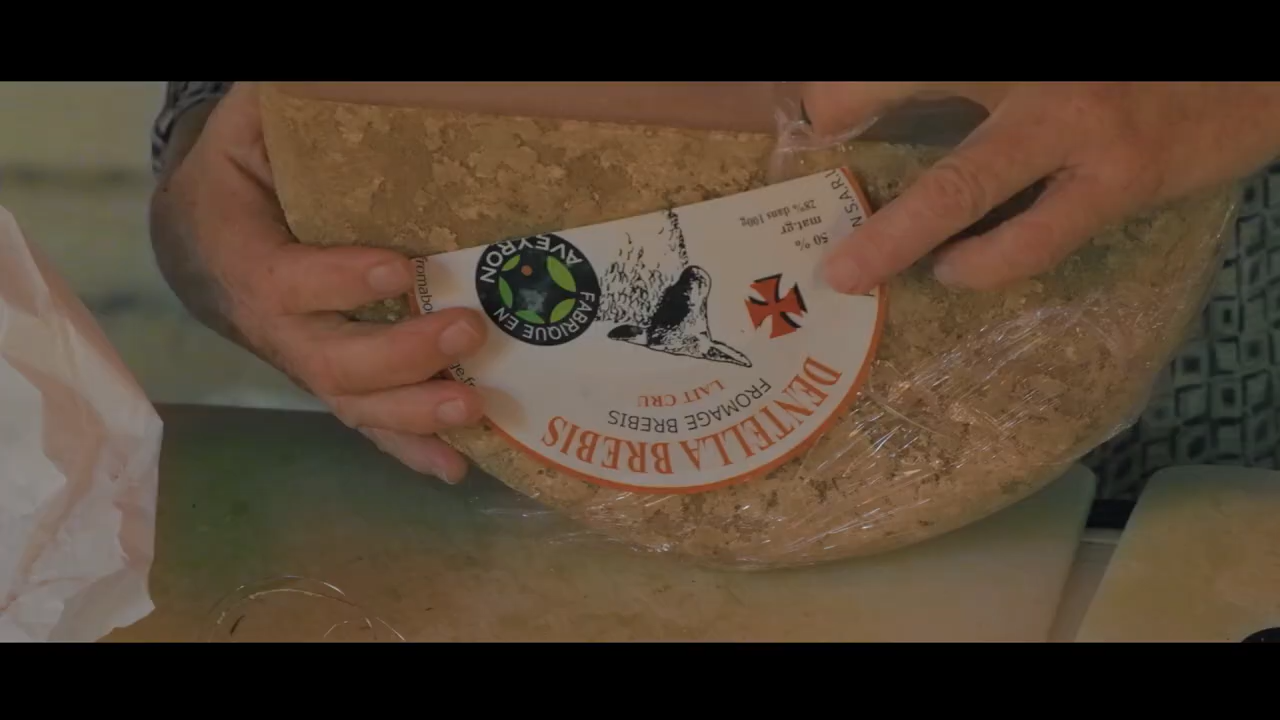 DENTELLA BREBIS
FROMAGE BREBIS
LAIT CRU
FABRIQUE EN
AVEYRON
50 %
mat.gr
28% dans 100g